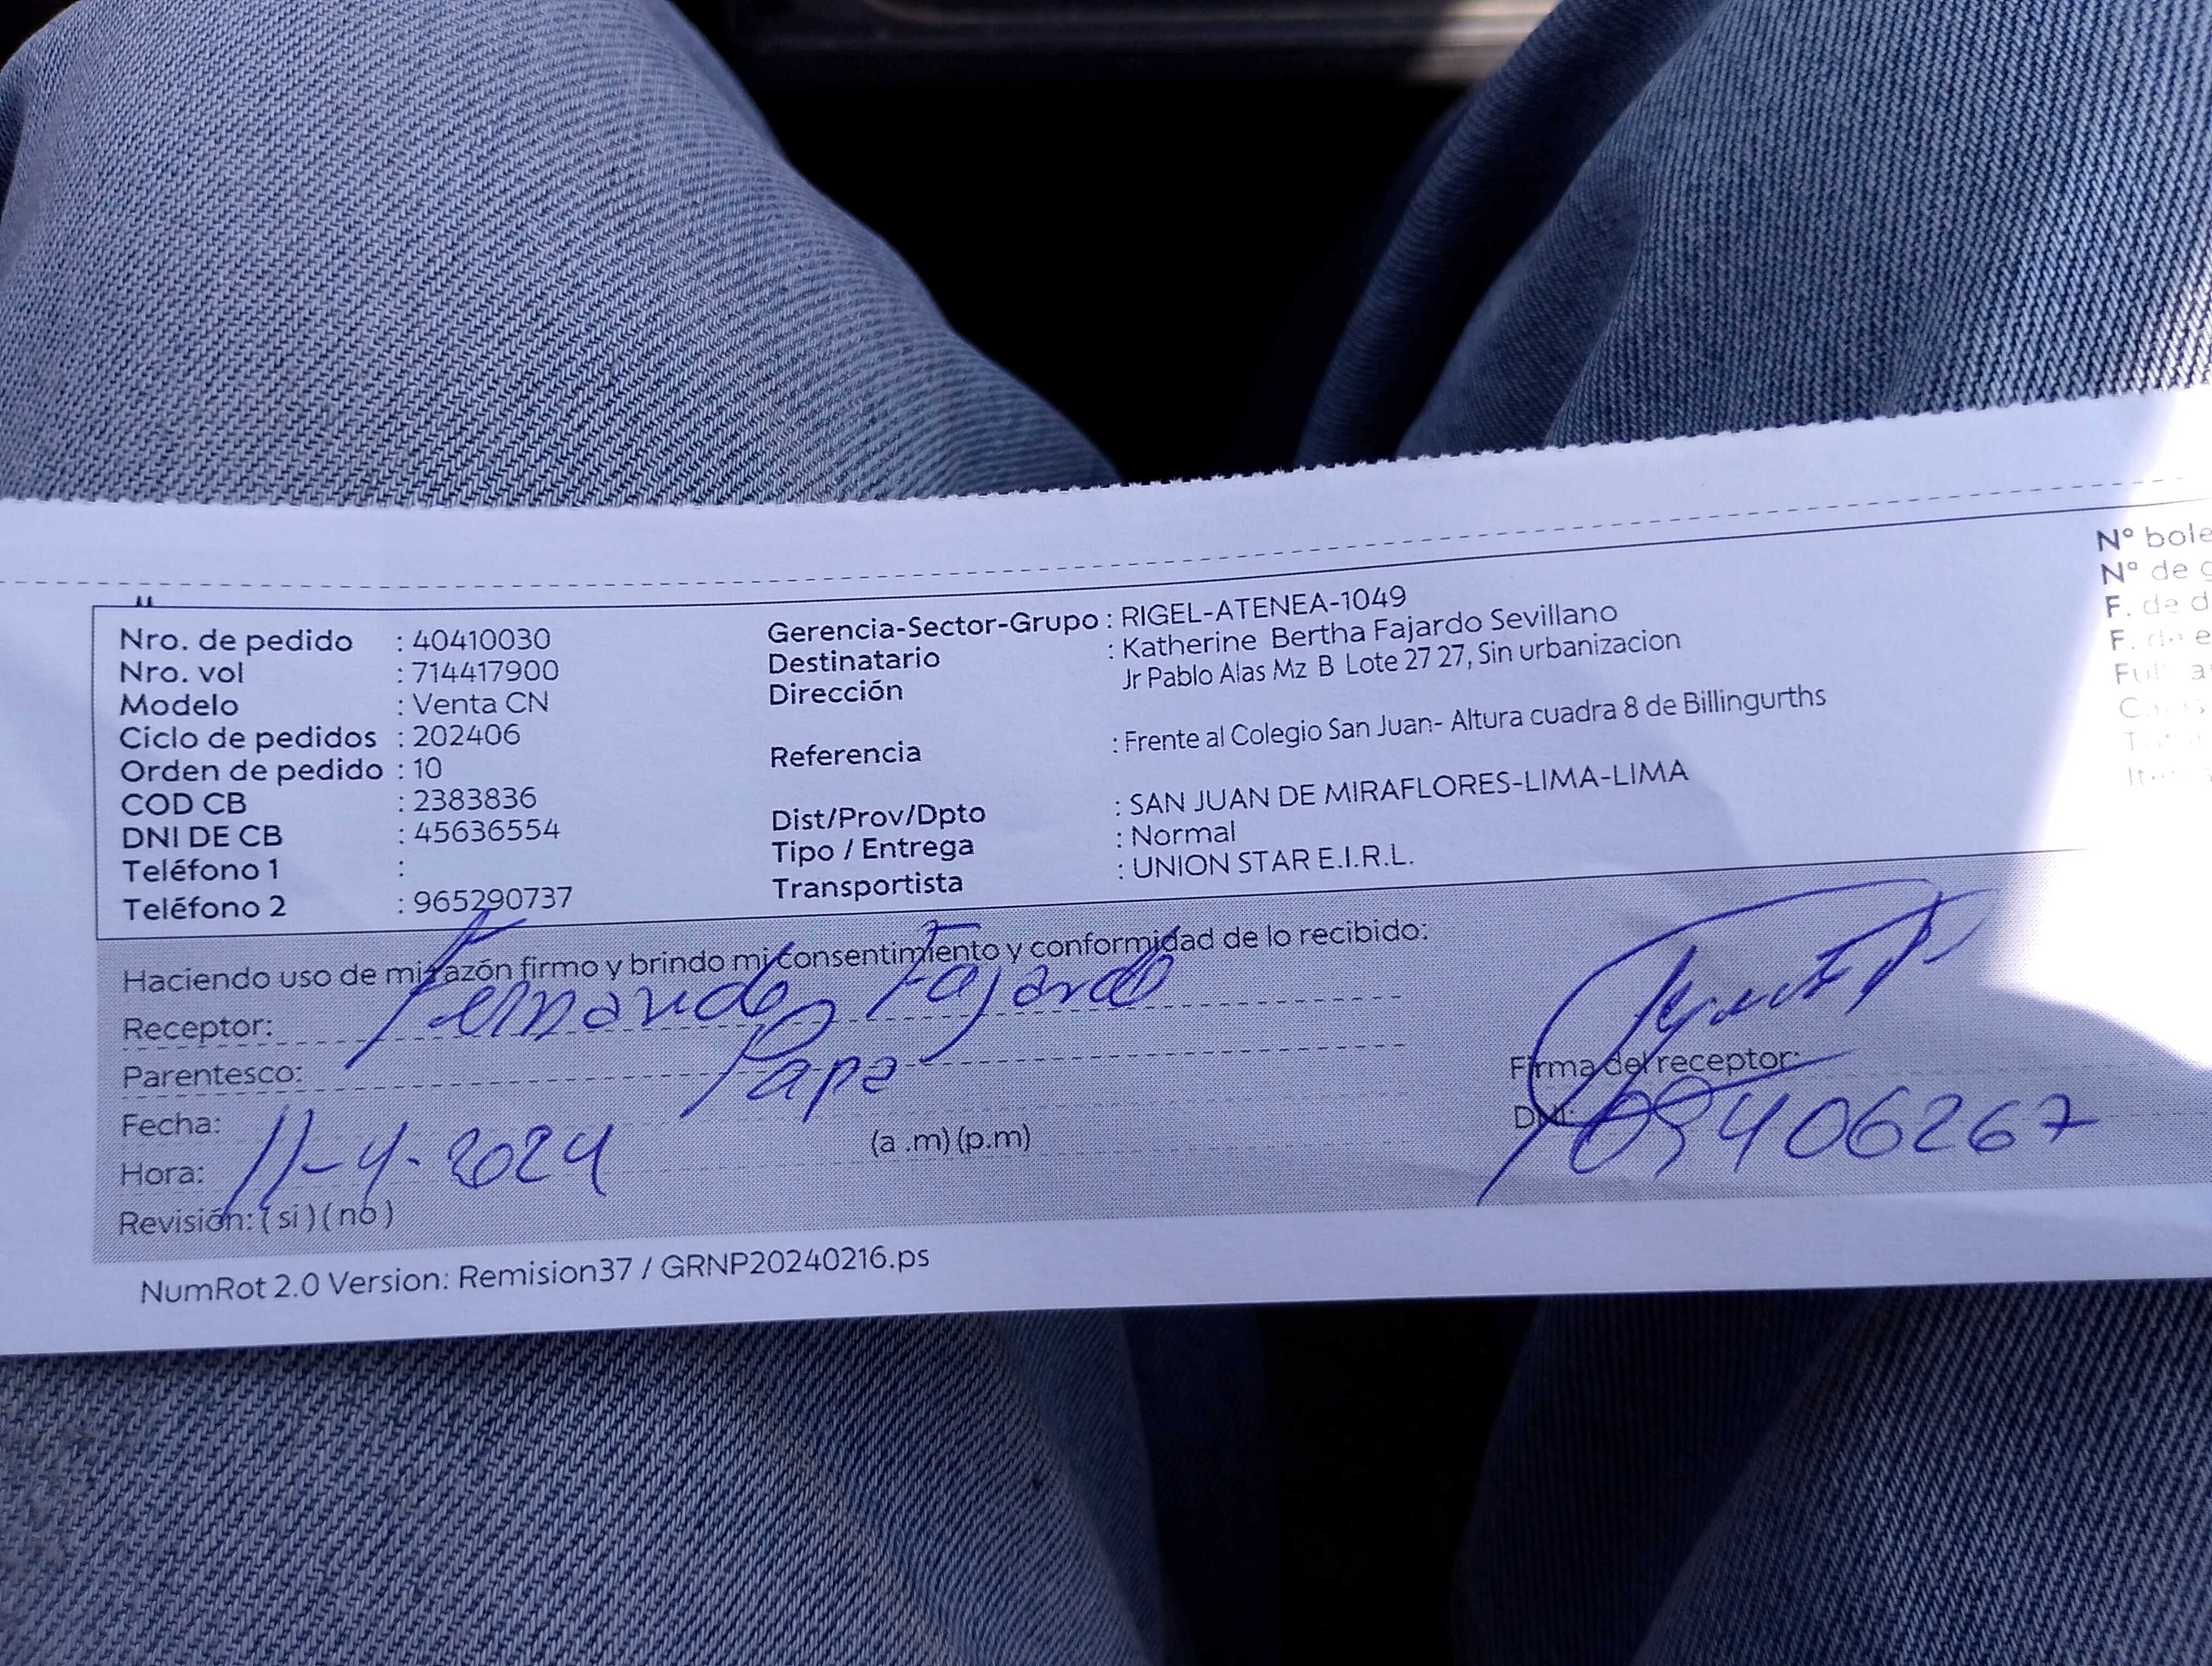 Nro. de pedido : 40410030
Nro. vol : 714417900
Modelo : Venta CN
Ciclo de pedidos : 202406
Orden de pedido : 10
COD CB : 2383836
DNI DE CB : 45636554
Teléfono 1 :
Teléfono 2 : 965290737
Gerencia-Sector-Grupo : RIGEL-ATENEA-1049
Destinatario : Katherine Bertha Fajardo Sevillano
Dirección Jr Pablo Alas Mz B Lote 27 27, Sin urbanizacion
Referencia : Frente al Colegio San Juan- Altura cuadra 8 de Billingurths
Dist/Prov/Dpto : SAN JUAN DE MIRAFLORES-LIMA-LIMA
Tipo / Entrega : Normal
Transportista : UNION STAR E.I.R.L.
N° bole
N° de
F. de d
F. de e
Haciendo uso de mi razón firmo y brindo mi consentimiento y conformidad de lo recibido:
Receptor: Fajardo
Parentesco: Papa
Fecha: 11-4-2024
Hora: (a .m) (p.m)
Revisión: ( si ) ( no )
Firma del receptor:
DNI: 09406267
NumRot 2.0 Version: Remision37 / GRNP20240216.ps